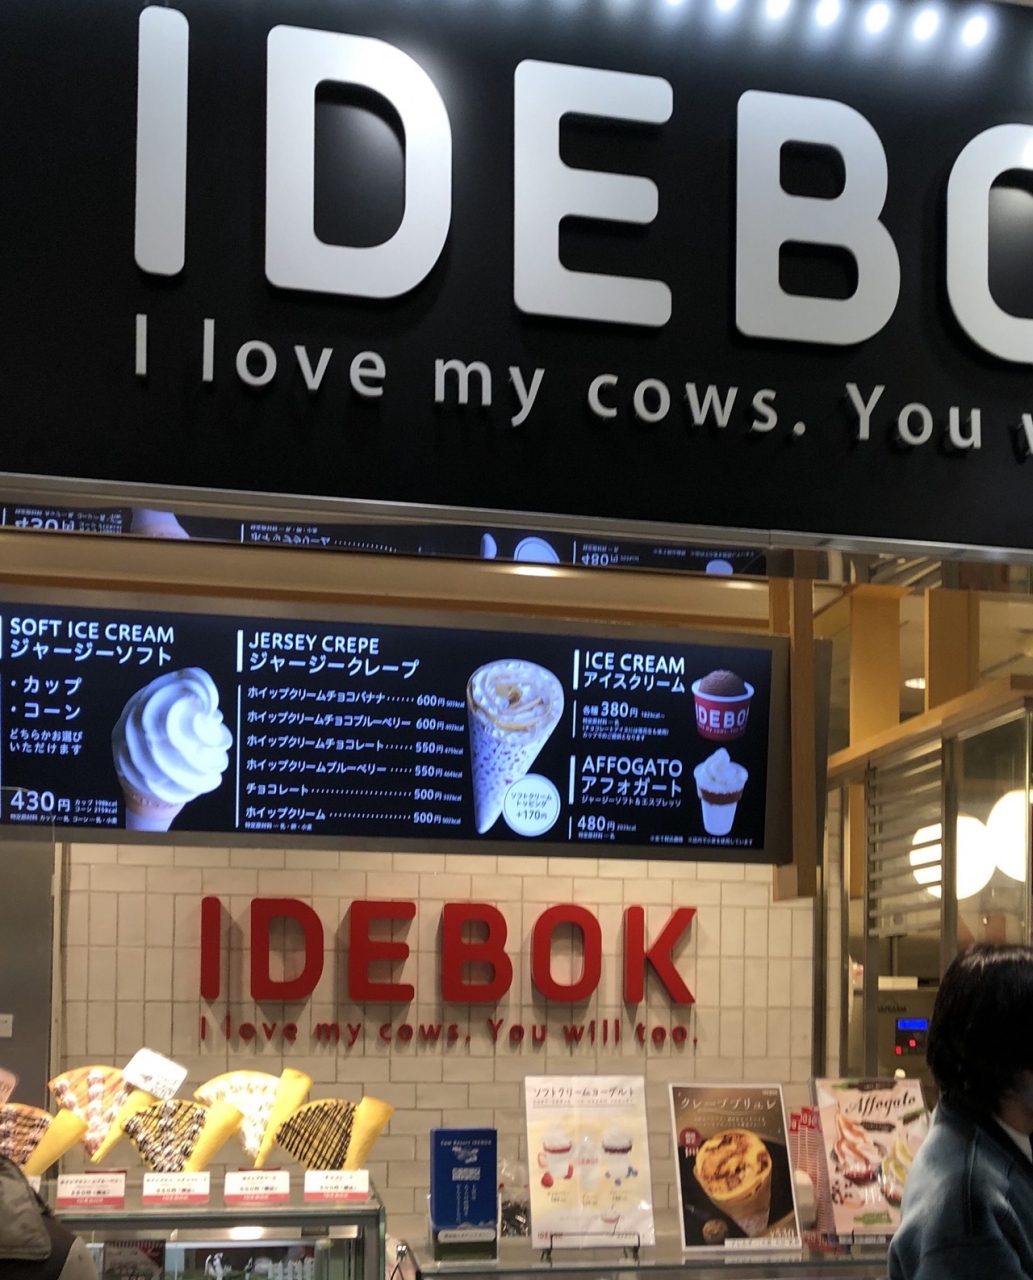 IDEBO
I love my cows. You
SOFT ICE CREAM
ジャージーソフト
・カップ
・コーン
どちらかお選び
いただけます
430円
JERSEY CREPE
ジャージークレープ
ホイップクリームチョコバナナ……600円
ホイップクリームチョコブルーベリー 600円
ホイップクリームチョコレート……550円
ホイップクリームブルーベリー……550円
チョコレート……500円
ホイップクリーム……500円
ソフトクリーム
トッピング
+170円
ICE CREAM
アイスクリーム
各種 380円
IDEBO
AFFOGATO
アフォガート
ジャージーソフト&エスプレッソ
480円
IDEBOK
I love my cows. You will too.
ソフトクリームヨーグルト
クレープブリュレ
Affogato